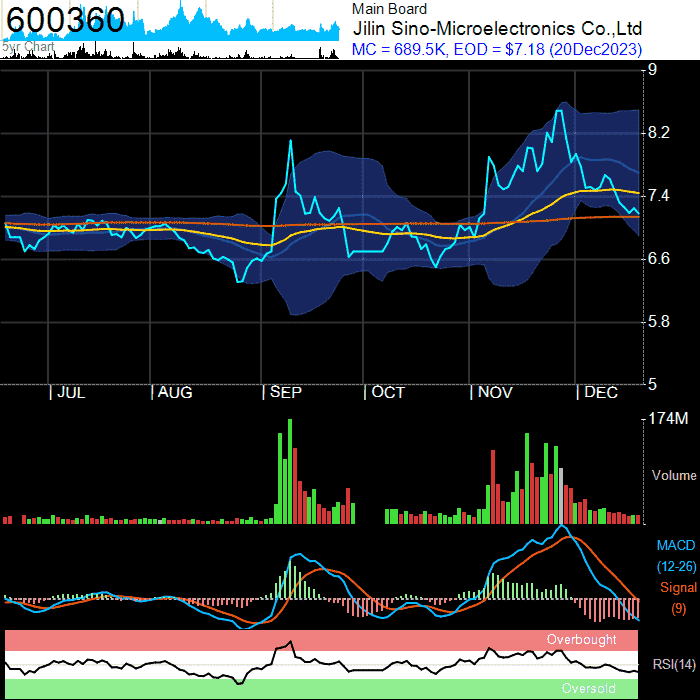 600360
5yr Chart
Main Board
Jilin Sino-Microelectronics Co.,Ltd
MC = 689.5K, EOD = $7.18 (20Dec2023)
9
8.2
7.4
6.6
5.8
5
JUL
AUG
SEP
OCT
NOV
DEC
174M
Volume
MACD
(12-26)
Signal
(9)
Overbought
RSI(14)
Oversold